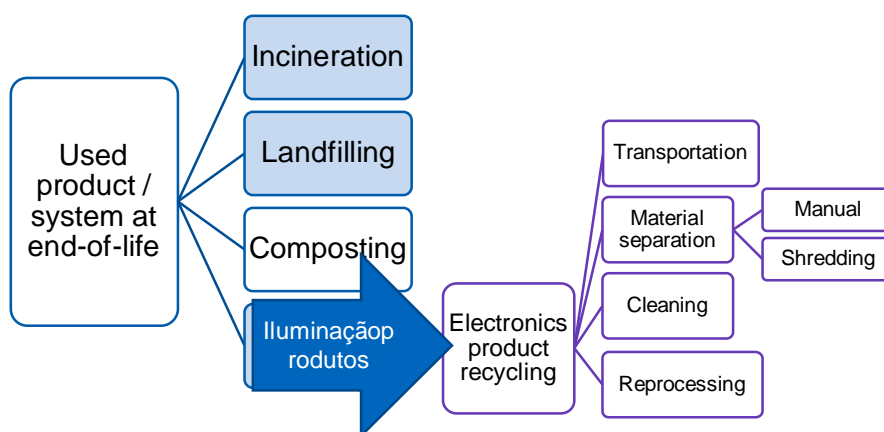 Incineration
Used
product /
system at
end-of-life
Landfilling
Composting
Iluminaçãop
rodutos
Electronics
product
recycling
Transportation
Material
separation
Manual
Shredding
Cleaning
Reprocessing